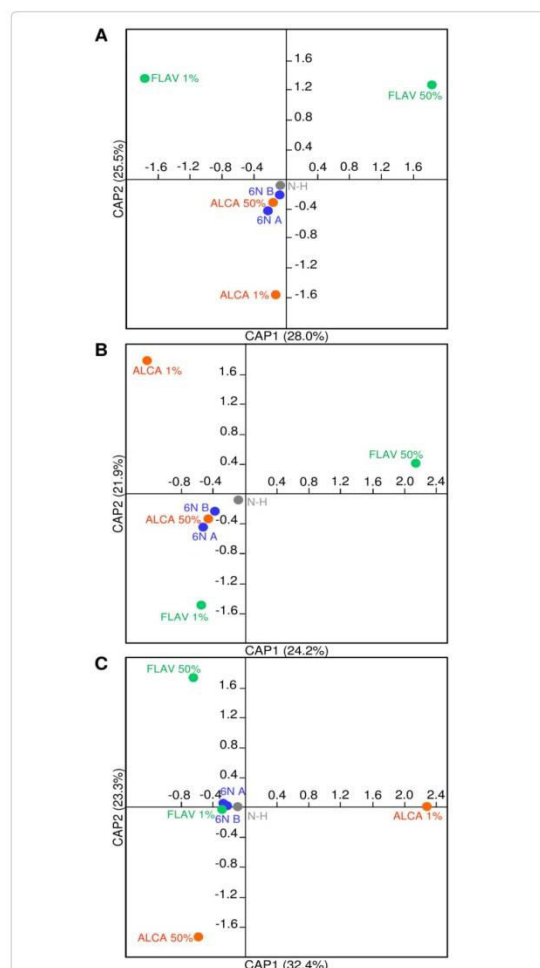 A
1.6
FLAV 1%
FLAV 50%
1.2
0.8
0.4
CAP2 (25.5%)
-1.6 -1.2 -0.8 -0.4 0.4 0.8 1.2 1.6
N-H
6N B
ALCA 50%
-0.4
6N A
-0.8
-1.2
ALCA 1%
-1.6
CAP1 (28.0%)
B
ALCA 1%
1.6
1.2
0.8
FLAV 50%
0.4
CAP2 (21.9%)
-0.8 -0.4 0.4 0.8 1.2 1.6 2.0 2.4
N-H
6N B
ALCA 50%
-0.4
6N A
-0.8
-1.2
FLAV 1%
-1.6
CAP1 (24.2%)
C
FLAV 50%
1.6
1.2
0.8
0.4
CAP2 (23.3%)
-0.8 -0.4 0.4 0.8 1.2 1.6 2.0 2.4
6N A
FLAV 1%
N-H
ALCA 1%
6N B
-0.4
-0.8
-1.2
-1.6
ALCA 50%
CAP1 (32.4%)